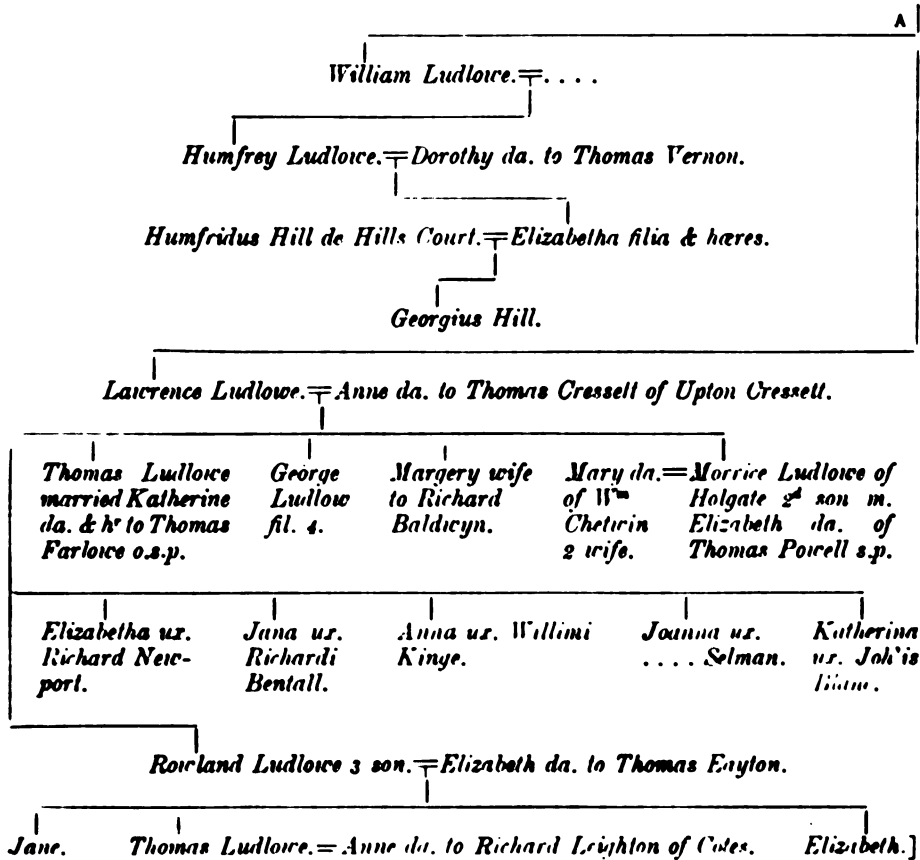 A
William Ludlowe.=. . . .
Humfrey Ludlowe.=Dorothy da. to Thomas Vernon.
Humfridus Hill de Hills Court.=Elizabetha filia & hæres.
Georgius Hill.
Lawrence Ludlowe.=Anne da. to Thomas Cressett of Upton Cressett.
Thomas Ludlowe
married Katherine
da. & hʳ to Thomas
Farlowe o.s.p.
George
Ludlow
fil. 4.
Margery wife
to Richard
Baldwyn.
Mary da.=
of Wᵐ
Chetwin
2 wife.
Morrice Ludlowe of
Holgate 2ᵈ son m.
Elizabeth da. of
Thomas Powell s.p.
Elizabetha ux.
Richard New-
port.
Jana ux.
Richardi
Bentall.
Anna ux. Willimi
Kinge.
Joanna ux.
. . . . Selman.
Katherina
ux. Joh'is
Rowland Ludlowe 3 son.=Elizabeth da. to Thomas Eayton.
Jane.    Thomas Ludlowe.=Anne da. to Richard Leighton of Cotes.    Elizabeth.]